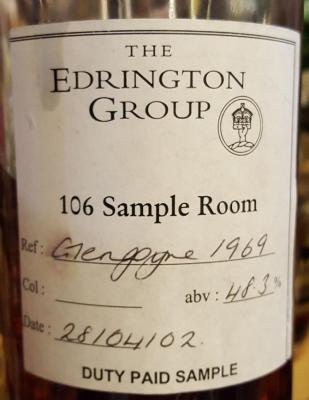 THE
EDRINGTON
GROUP
106 Sample Room
Ref: Glengoyne 1969
Col:
abv: 48.3%
Date: 28/04/02.
DUTY PAID SAMPLE